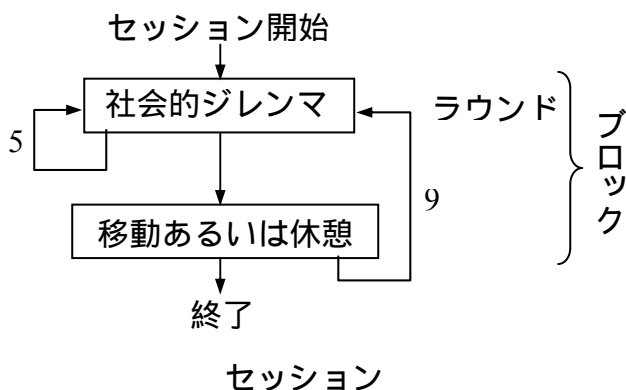 セッション開始
社会的ジレンマ
ラウンド
5
ブロック
9
移動あるいは休憩
終了
セッション